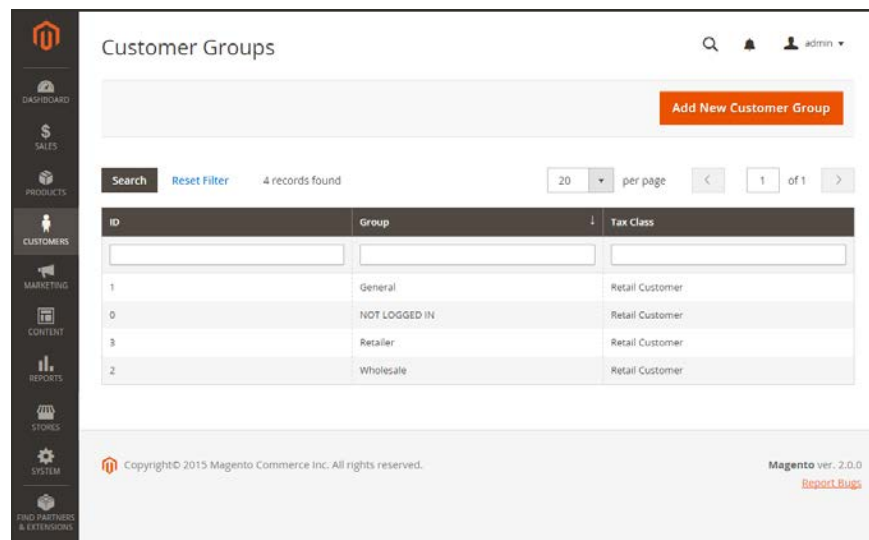 Customer Groups
admin
Add New Customer Group
Search Reset Filter 4 records found 20 per page 1 of 1
ID Group Tax Class
1 General Retail Customer
0 NOT LOGGED IN Retail Customer
3 Retailer Retail Customer
2 Wholesale Retail Customer
Copyright© 2015 Magento Commerce Inc. All rights reserved.
Magento ver. 2.0.0
Report Bugs
DASHBOARD
SALES
PRODUCTS
CUSTOMERS
MARKETING
CONTENT
REPORTS
STORES
SYSTEM
FIND PARTNERS
& EXTENSIONS